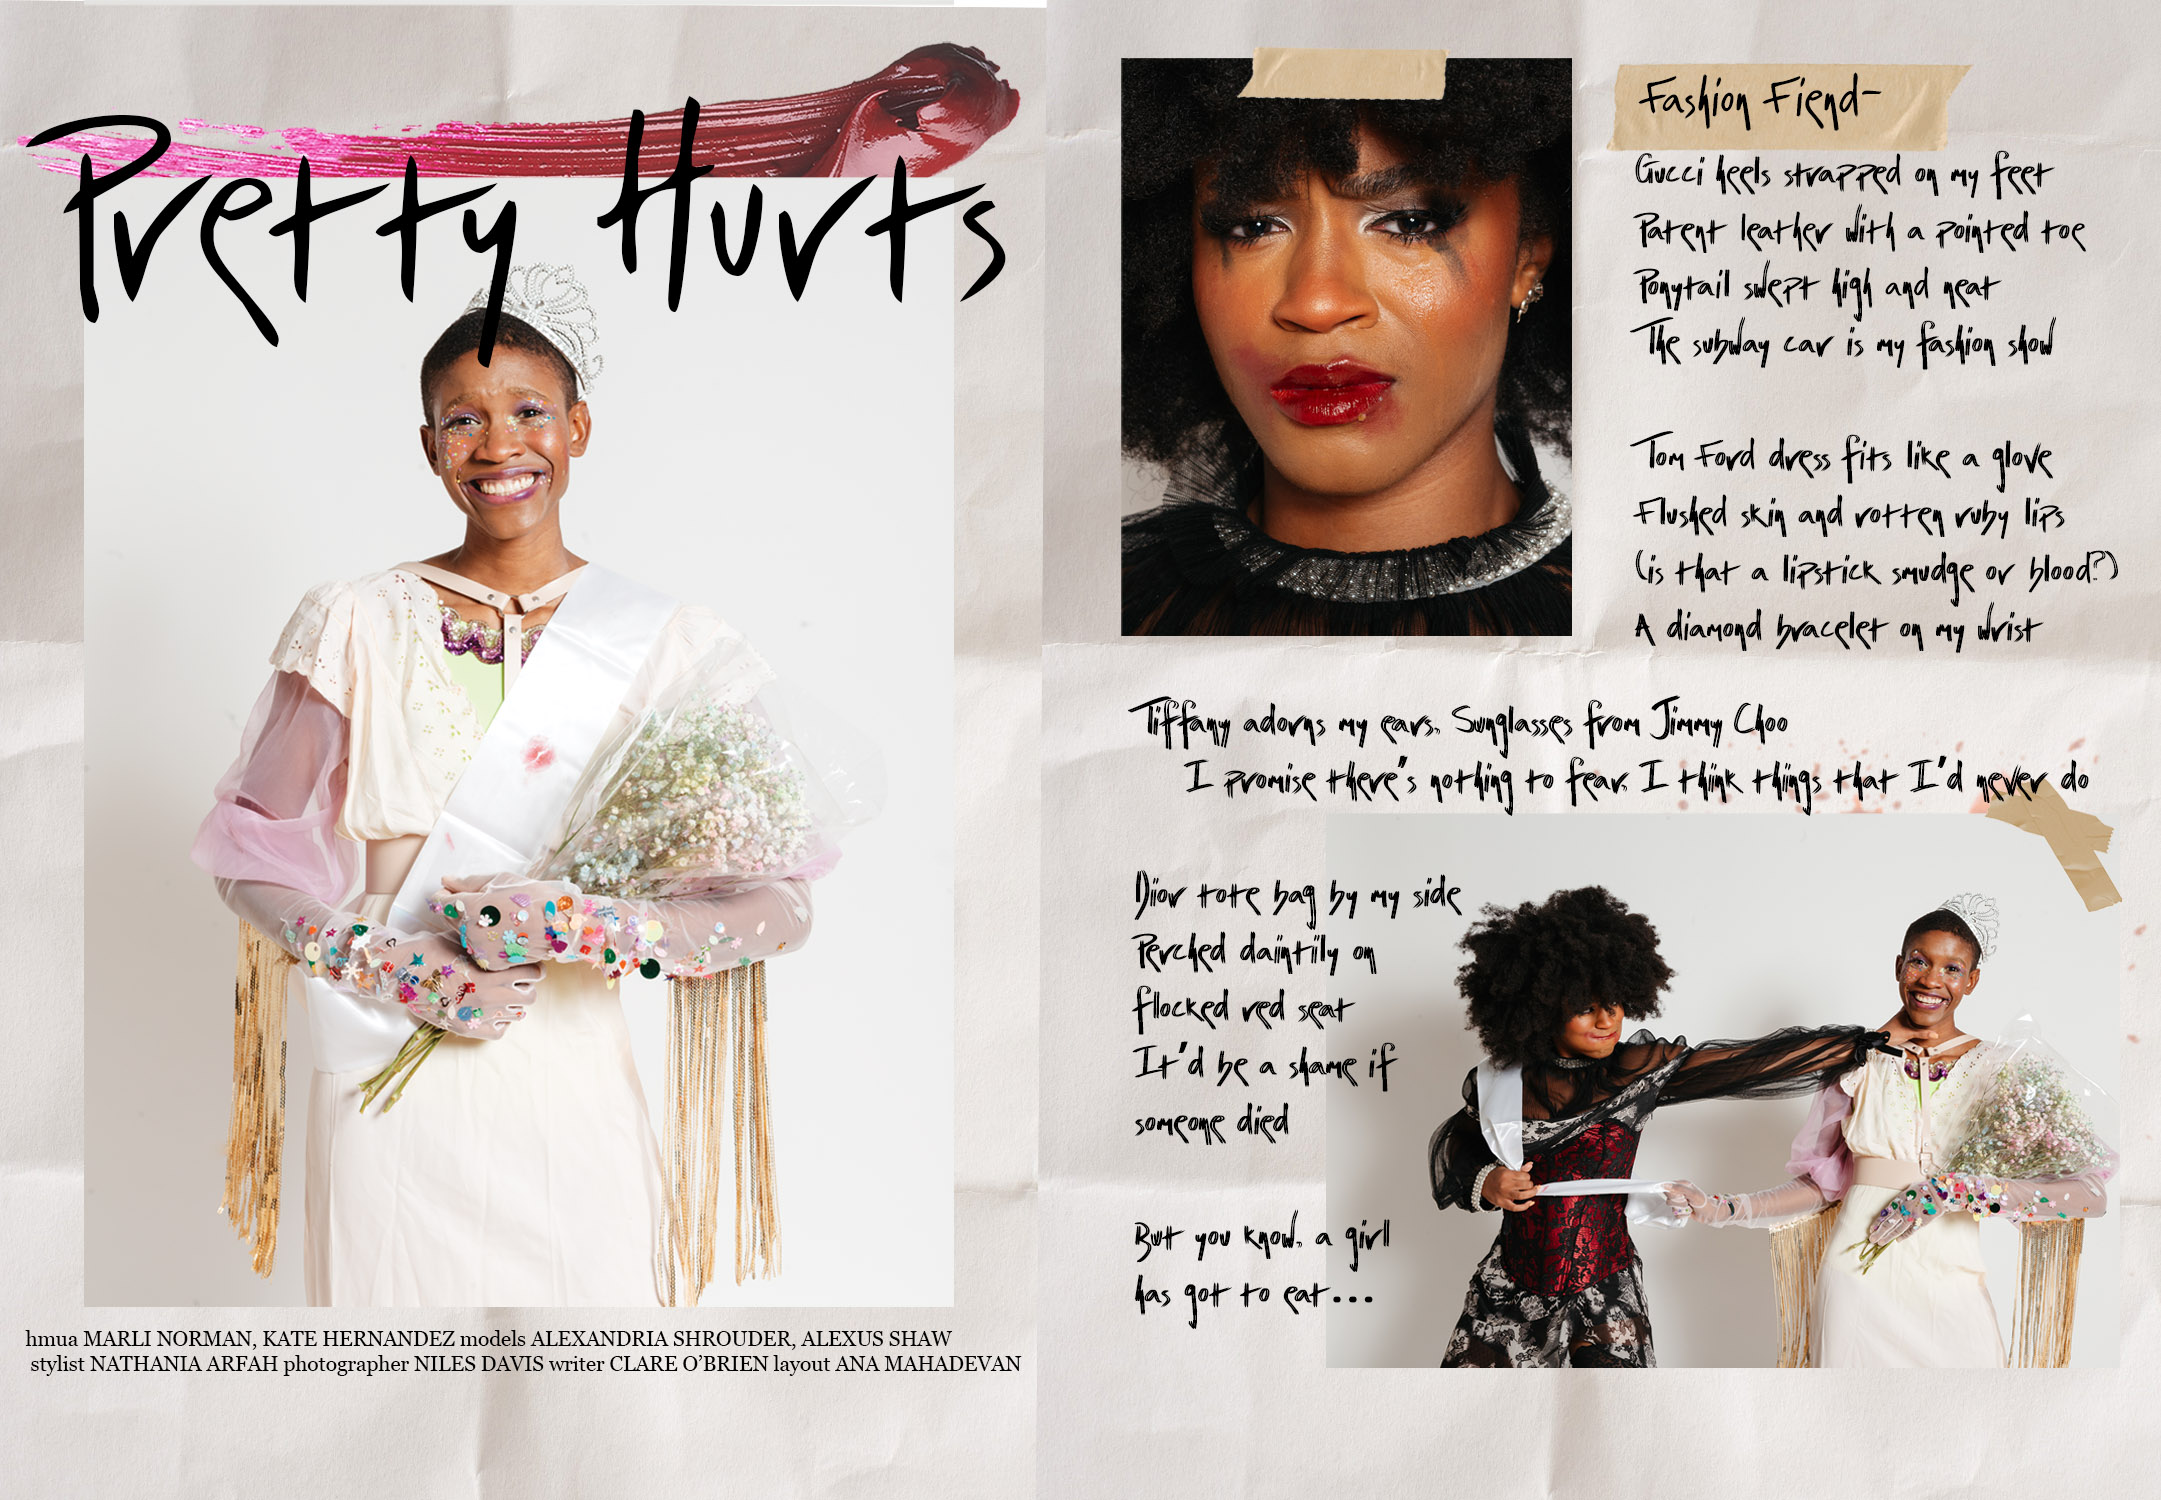 Pretty Hurts
hmua MARLI NORMAN, KATE HERNANDEZ models ALEXANDRIA SHROUDER, ALEXUS SHAW
stylist NATHANIA ARFAH photographer NILES DAVIS writer CLARE O’BRIEN layout ANA MAHADEVAN
Fashion Fiend-
Gucci heels strapped on my feet
Patent leather with a pointed toe
Ponytail swept high and neat
The subway car is my fashion show
Tom Ford dress fits like a glove
Flushed skin and rotten ruby lips
(is that a lipstick smudge or blood?)
A diamond bracelet on my wrist
Tiffany adorns my ears, Sunglasses from Jimmy Choo
I promise there's nothing to fear, I think things that I'd never do
Dior tote bag by my side
Perched daintily on
flocked red seat
It'd be a shame if
someone died
But you know, a girl
has got to eat...